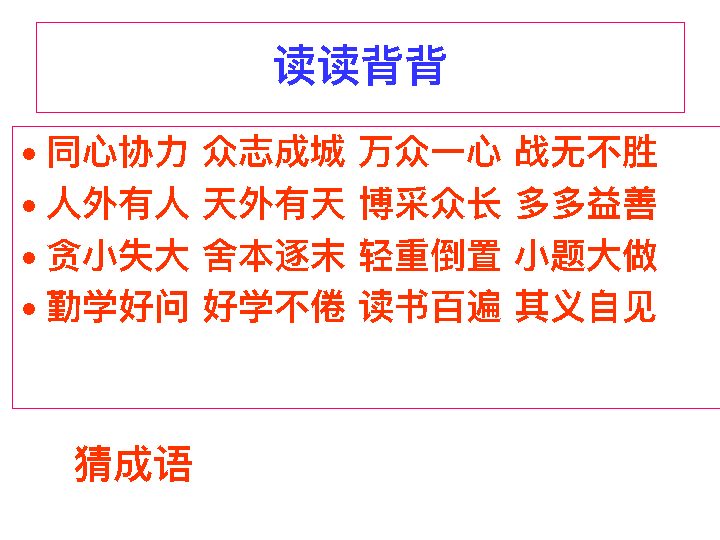 读读背背
• 同心协力 众志成城 万众一心 战无不胜
• 人外有人 天外有天 博采众长 多多益善
• 贪小失大 舍本逐末 轻重倒置 小题大做
• 勤学好问 好学不倦 读书百遍 其义自见
猜成语